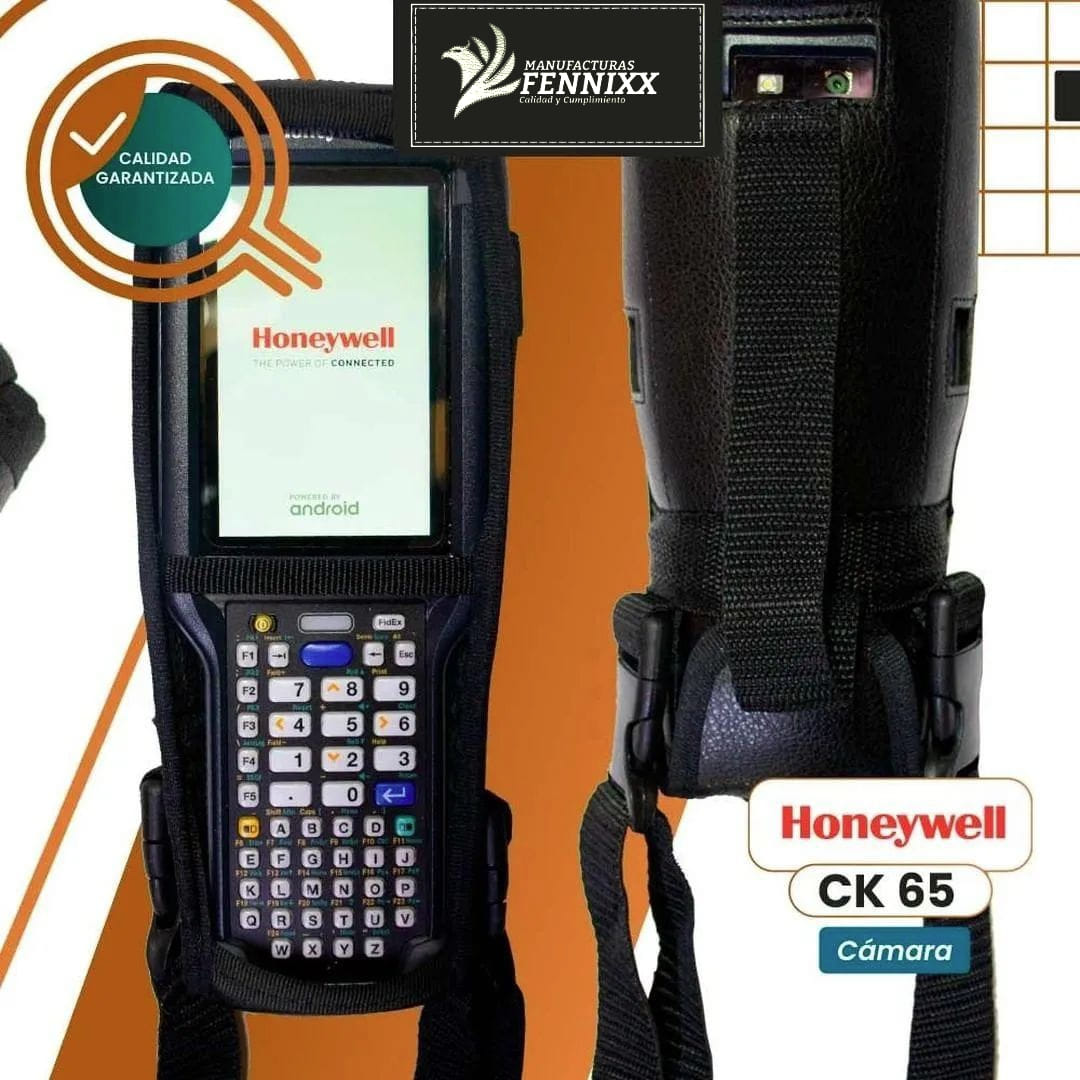 MANUFACTURAS
FENNIXX
Calidad y Cumplimiento
CALIDAD
GARANTIZADA
Honeywell
THE POWER OF CONNECTED
POWERED BY
android
FidEx
F1
Esc
F2 7 8 9
F3 4 5 6
F4 1 2 3
F5 . 0
A B C D
E F G H I J
K L M N O P
Q R S T U V
W X Y Z
Honeywell
CK 65
Cámara